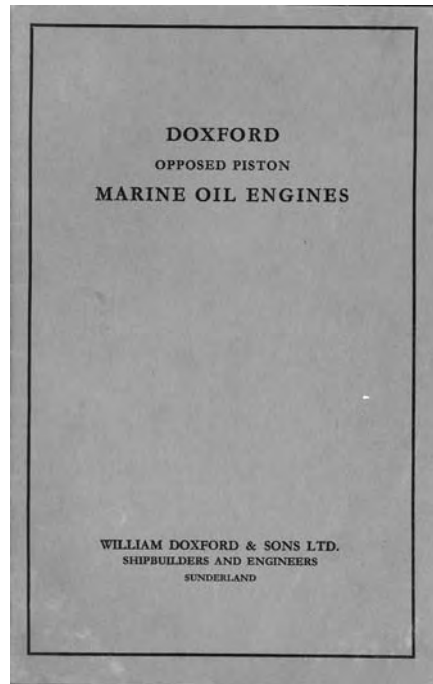 DOXFORD
OPPOSED PISTON
MARINE OIL ENGINES
WILLIAM DOXFORD & SONS LTD.
SHIPBUILDERS AND ENGINEERS
SUNDERLAND